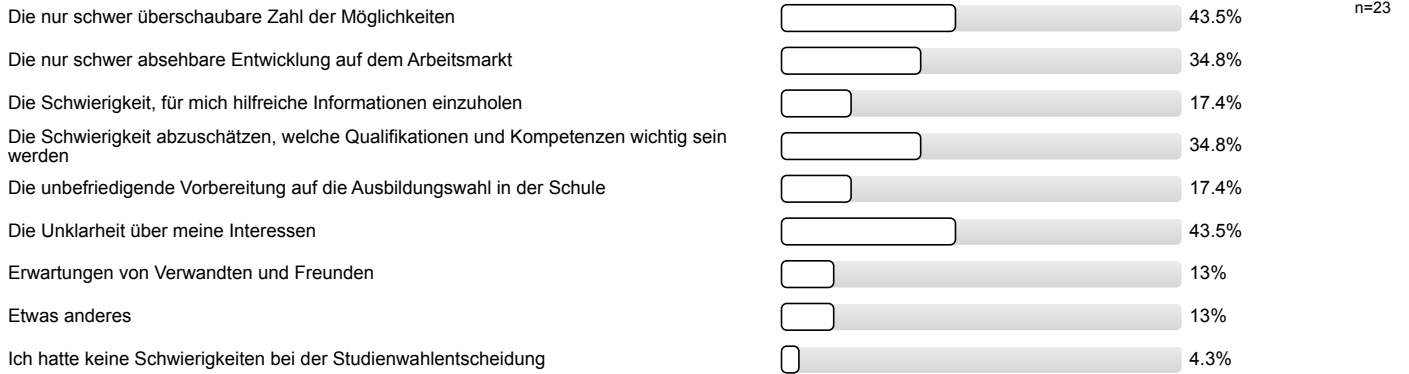 Die nur schwer überschaubare Zahl der Möglichkeiten 43.5% n=23
Die nur schwer absehbare Entwicklung auf dem Arbeitsmarkt 34.8%
Die Schwierigkeit, für mich hilfreiche Informationen einzuholen 17.4%
Die Schwierigkeit abzuschätzen, welche Qualifikationen und Kompetenzen wichtig sein
werden 34.8%
Die unbefriedigende Vorbereitung auf die Ausbildungswahl in der Schule 17.4%
Die Unklarheit über meine Interessen 43.5%
Erwartungen von Verwandten und Freunden 13%
Etwas anderes 13%
Ich hatte keine Schwierigkeiten bei der Studienwahlentscheidung 4.3%